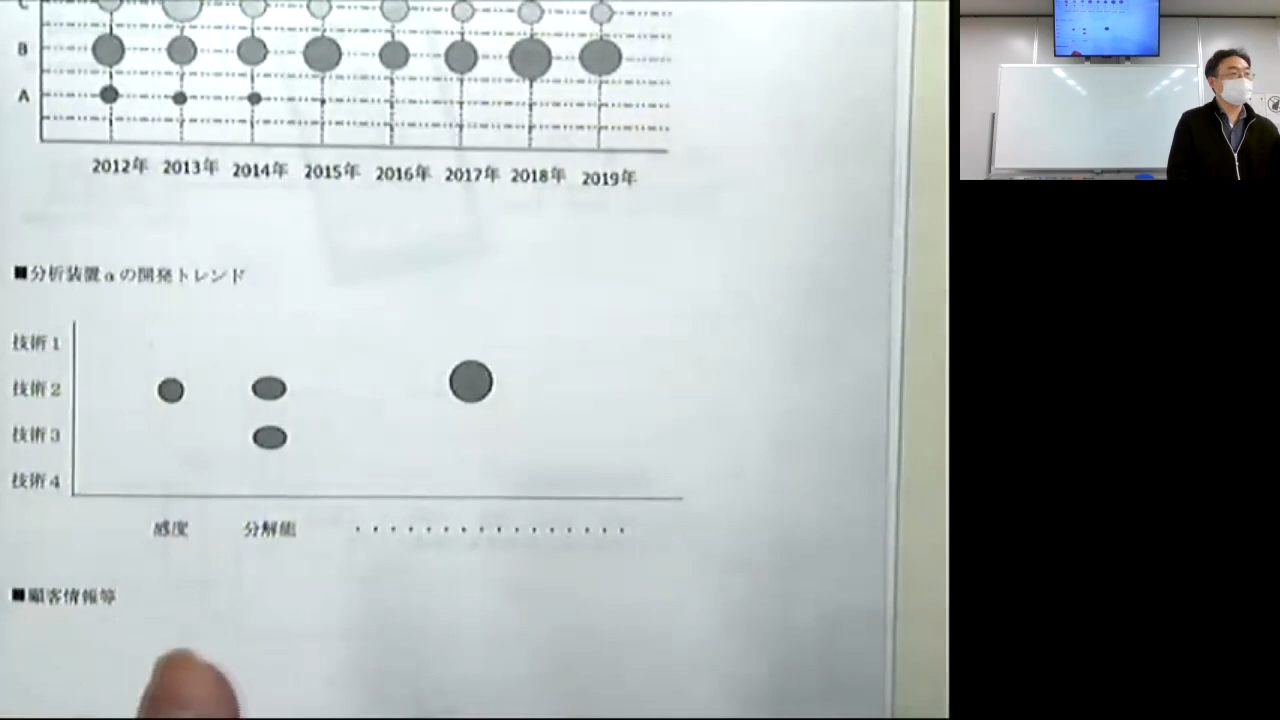 C
B
A
2012年 2013年 2014年 2015年 2016年 2017年 2018年 2019年
■分析装置αの開発トレンド
技術1
技術2
技術3
技術4
感度 分解能 ・・・・・・・・・・・・・・・・
■顧客情報等